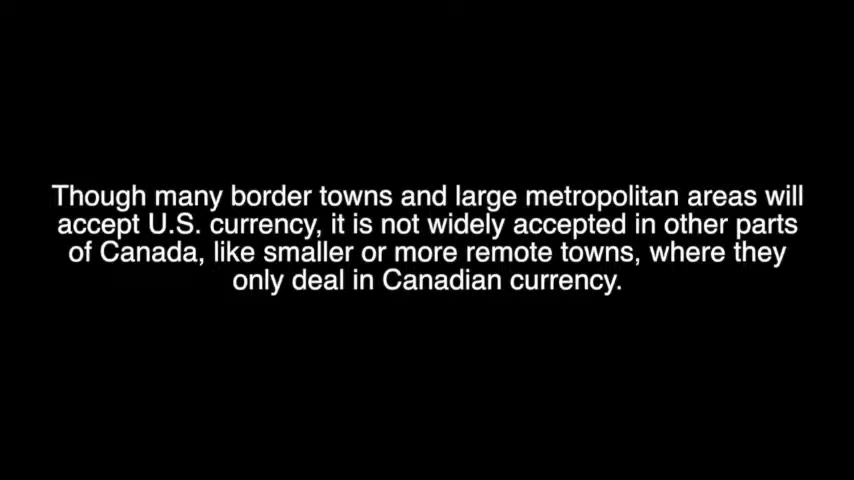 Though many border towns and large metropolitan areas will
accept U.S. currency, it is not widely accepted in other parts
of Canada, like smaller or more remote towns, where they
only deal in Canadian currency.